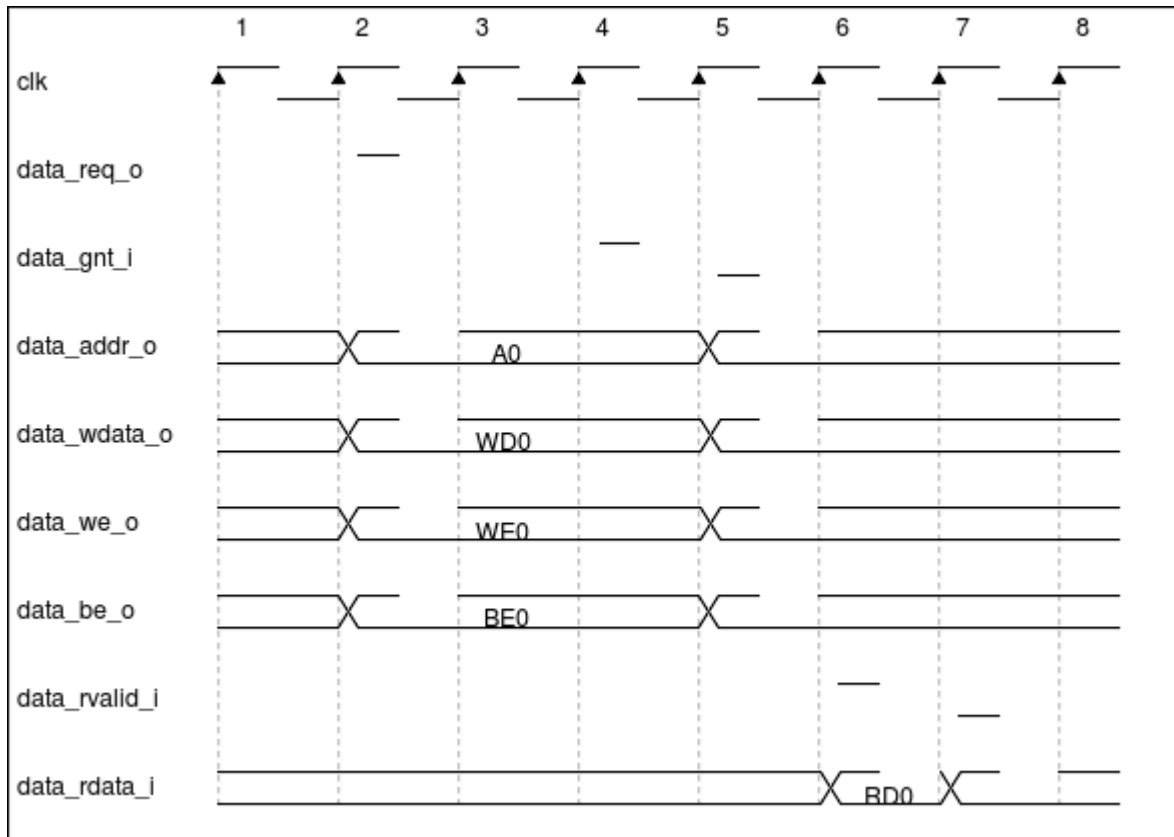 1 2 3 4 5 6 7 8
clk
data_req_o
data_gnt_i
data_addr_o A0
data_wdata_o WD0
data_we_o WE0
data_be_o BE0
data_rvalid_i
data_rdata_i RD0